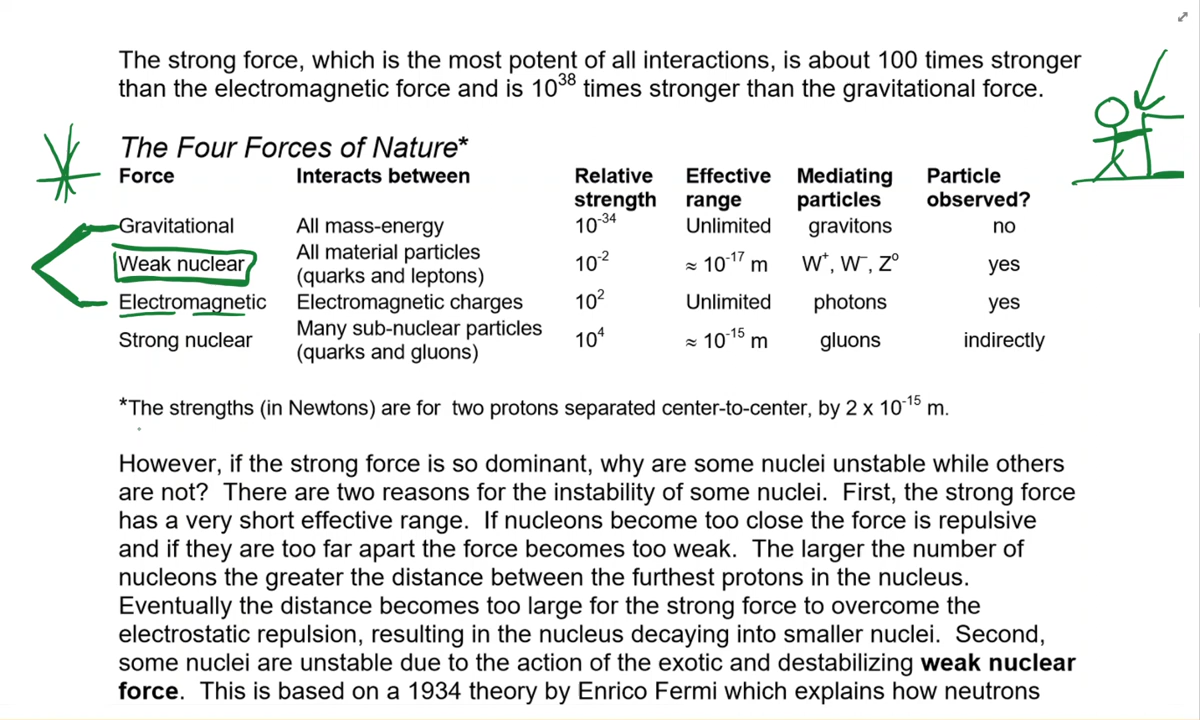 The strong force, which is the most potent of all interactions, is about 100 times stronger
than the electromagnetic force and is 10³⁸ times stronger than the gravitational force.
The Four Forces of Nature*
Force Interacts between Relative strength Effective range Mediating particles Particle observed?
Gravitational All mass-energy 10⁻³⁴ Unlimited gravitons no
Weak nuclear All material particles (quarks and leptons) 10⁻² ≈ 10⁻¹⁷ m W⁺, W⁻, Z⁰ yes
Electromagnetic Electromagnetic charges 10² Unlimited photons yes
Strong nuclear Many sub-nuclear particles (quarks and gluons) 10⁴ ≈ 10⁻¹⁵ m gluons indirectly
*The strengths (in Newtons) are for two protons separated center-to-center, by 2 x 10⁻¹⁵ m.
However, if the strong force is so dominant, why are some nuclei unstable while others
are not? There are two reasons for the instability of some nuclei. First, the strong force
has a very short effective range. If nucleons become too close the force is repulsive
and if they are too far apart the force becomes too weak. The larger the number of
nucleons the greater the distance between the furthest protons in the nucleus.
Eventually the distance becomes too large for the strong force to overcome the
electrostatic repulsion, resulting in the nucleus decaying into smaller nuclei. Second,
some nuclei are unstable due to the action of the exotic and destabilizing weak nuclear
force. This is based on a 1934 theory by Enrico Fermi which explains how neutrons